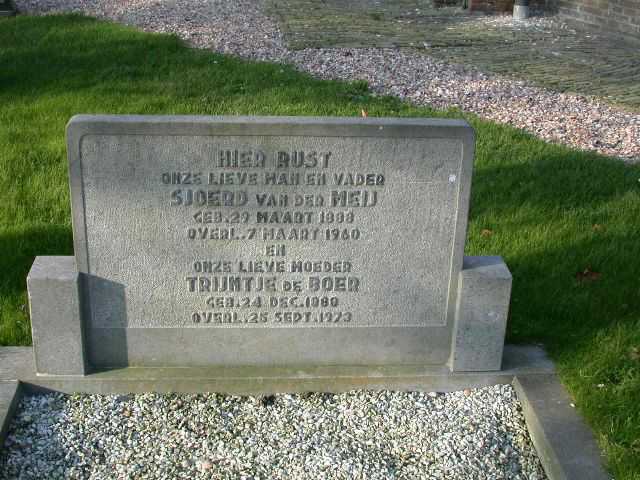 HIER RUST
ONZE LIEVE MAN EN VADER
SJOERD VAN DER MEIJ
GEB. 29 MAART 1888
OVERL. 7 MAART 1960
EN
ONZE LIEVE MOEDER
TRIJNTJE DE BOER
GEB. 24 DEC.
OVERL. 25 SEPT. 1973